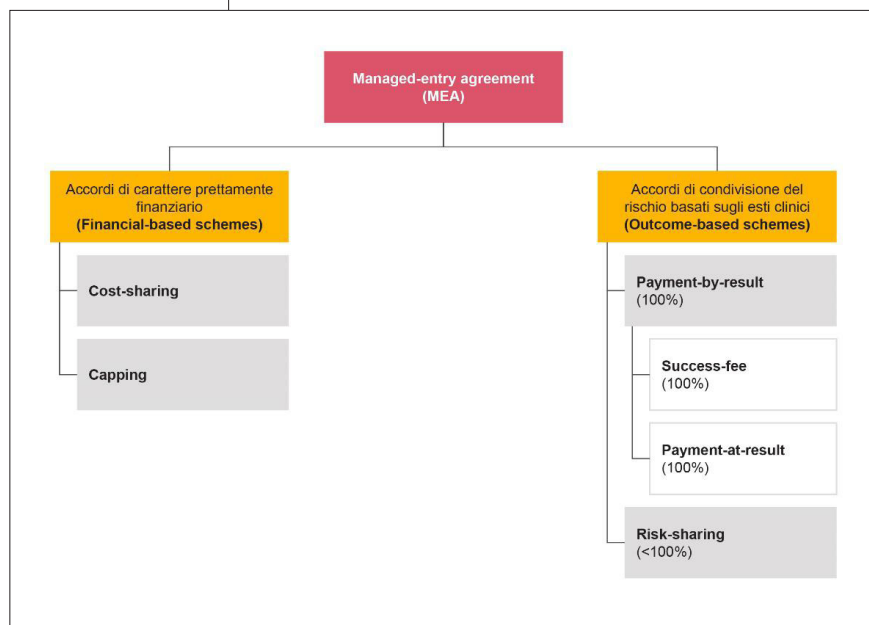 Managed-entry agreement
(MEA)
Accordi di carattere prettamente
finanziario
(Financial-based schemes)
Cost-sharing
Capping
Accordi di condivisione del
rischio basati sugli esiti clinici
(Outcome-based schemes)
Payment-by-result
(100%)
Success-fee
(100%)
Payment-at-result
(100%)
Risk-sharing
(<100%)